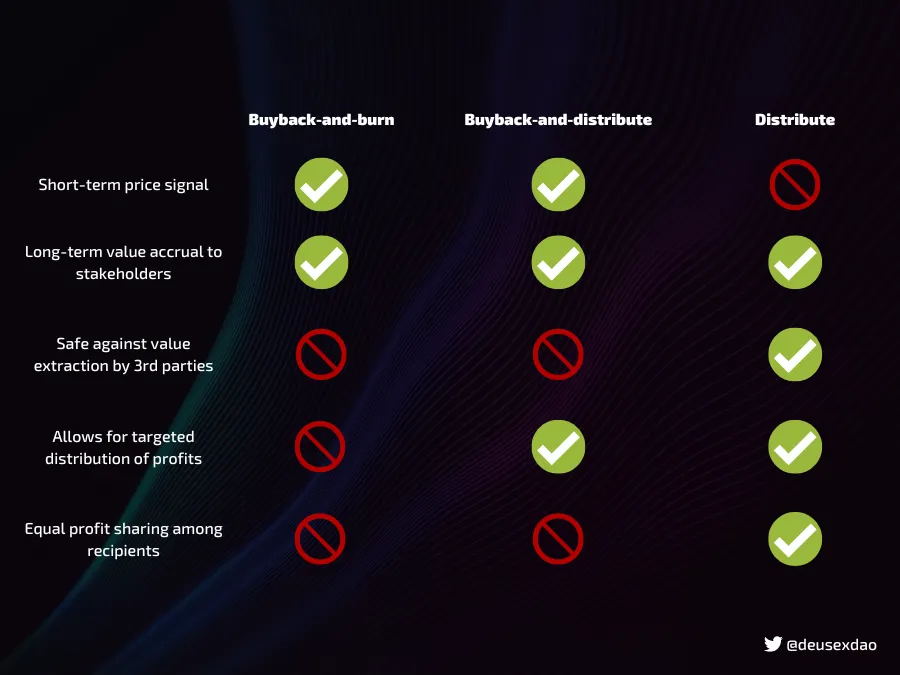 Buyback-and-burn Buyback-and-distribute Distribute
Short-term price signal
Long-term value accrual to
stakeholders
Safe against value
extraction by 3rd parties
Allows for targeted
distribution of profits
Equal profit sharing among
recipients
@deusexdao